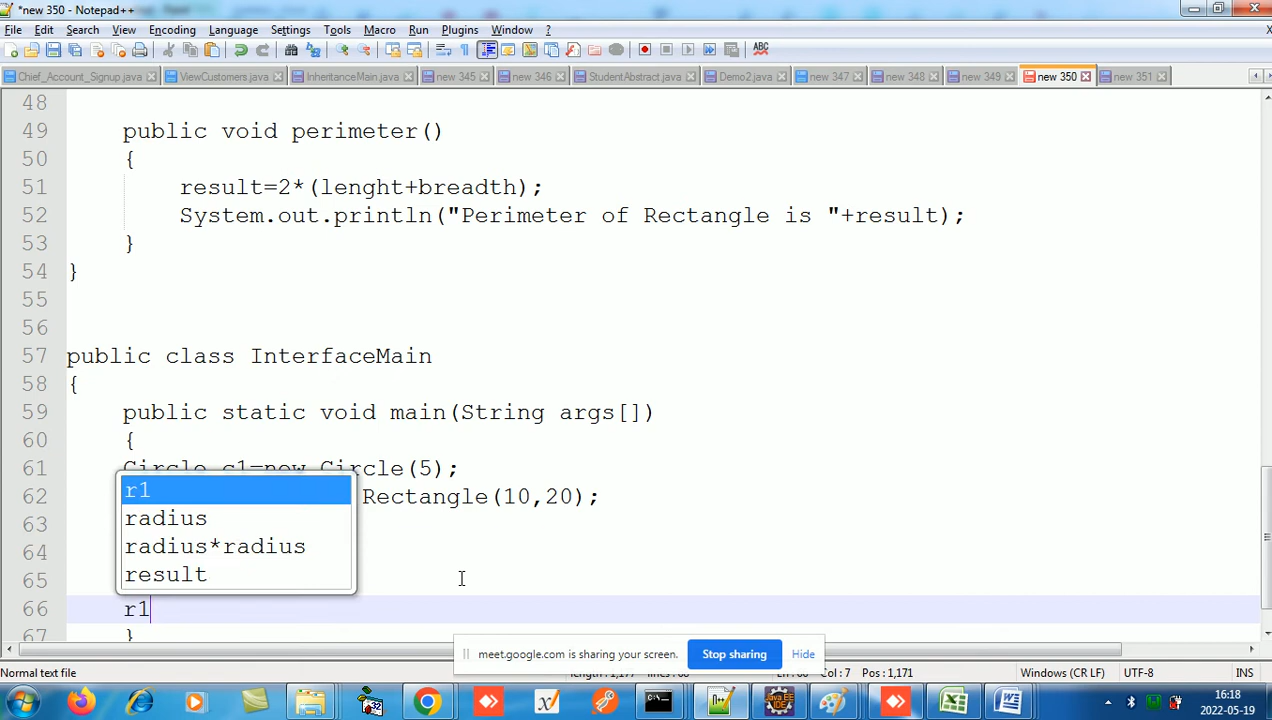 *new 350 - Notepad++
File Edit Search View Encoding Language Settings Tools Macro Run Plugins Window ?
Chief_Account_Signup.java ViewCustomers.java InheritanceMain.java new 345 new 346 StudentAbstract.java Demo2.java new 347 new 348 new 349 new 350 new 351
48
49 public void perimeter()
50 {
51 result=2*(lenght+breadth);
52 System.out.println("Perimeter of Rectangle is "+result);
53 }
54 }
55
56
57 public class InterfaceMain
58 {
59 public static void main(String args[])
60 {
61 Circle c1=new Circle(5);
62 Rectangle(10,20);
63
64
65
66 r1
67 }
r1
radius
radius*radius
result
meet.google.com is sharing your screen. Stop sharing Hide
Normal text file Col : 7 Pos : 1,171 Windows (CR LF) UTF-8 INS
16:18
2022-05-19